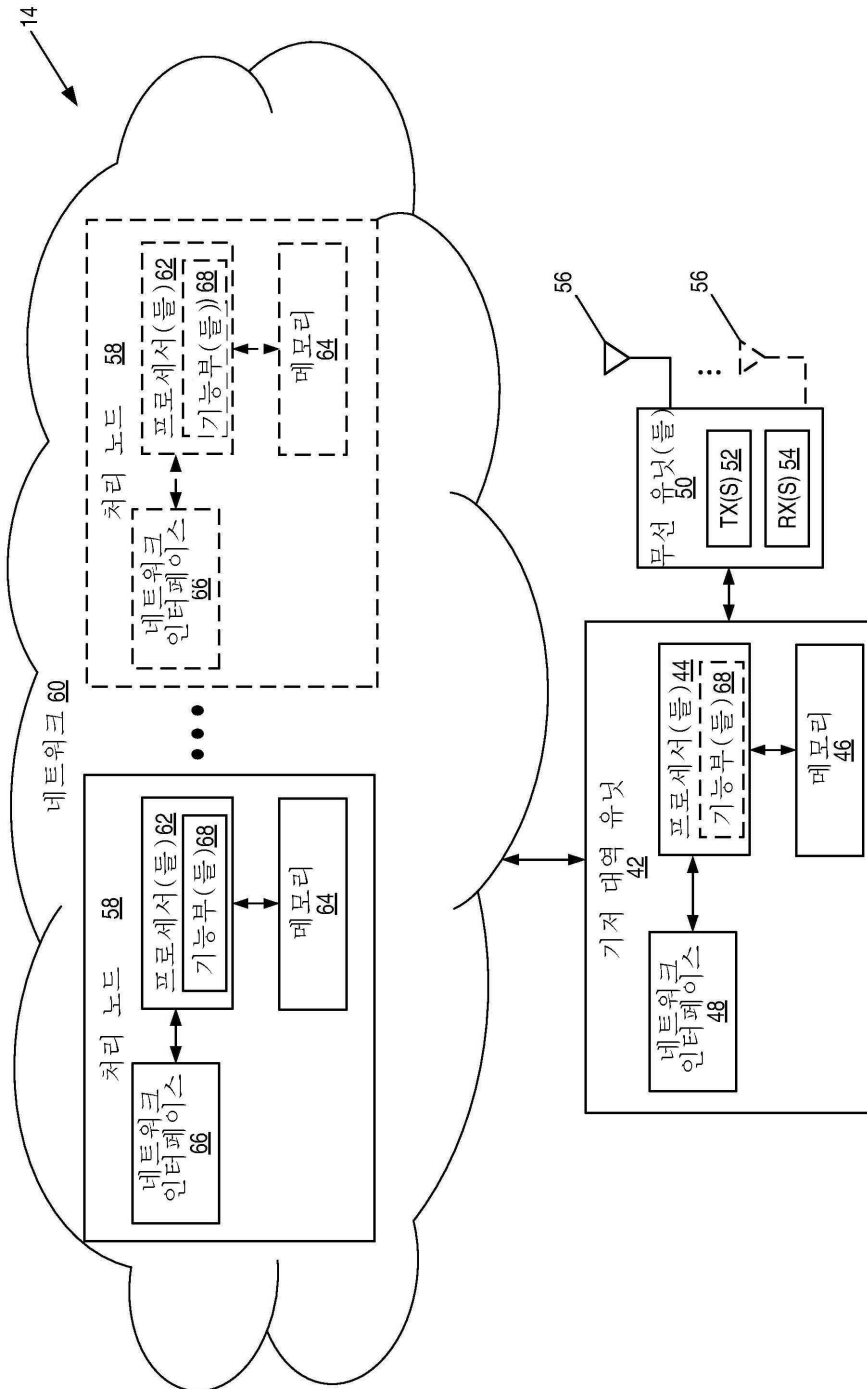 14
네트워크 60
처리 노드 58
네트워크
인터페이스
66
프로세서(들) 62
기능부(들) 68
메모리
64
처리 노드 58
네트워크
인터페이스
66
프로세서(들) 62
기능부(들) 68
메모리
64
기저 대역 유닛
42
네트워크
인터페이스
48
프로세서(들) 44
기능부(들) 68
메모리
46
무선 유닛(들)
50
TX(S) 52
RX(S) 54
56
...
56